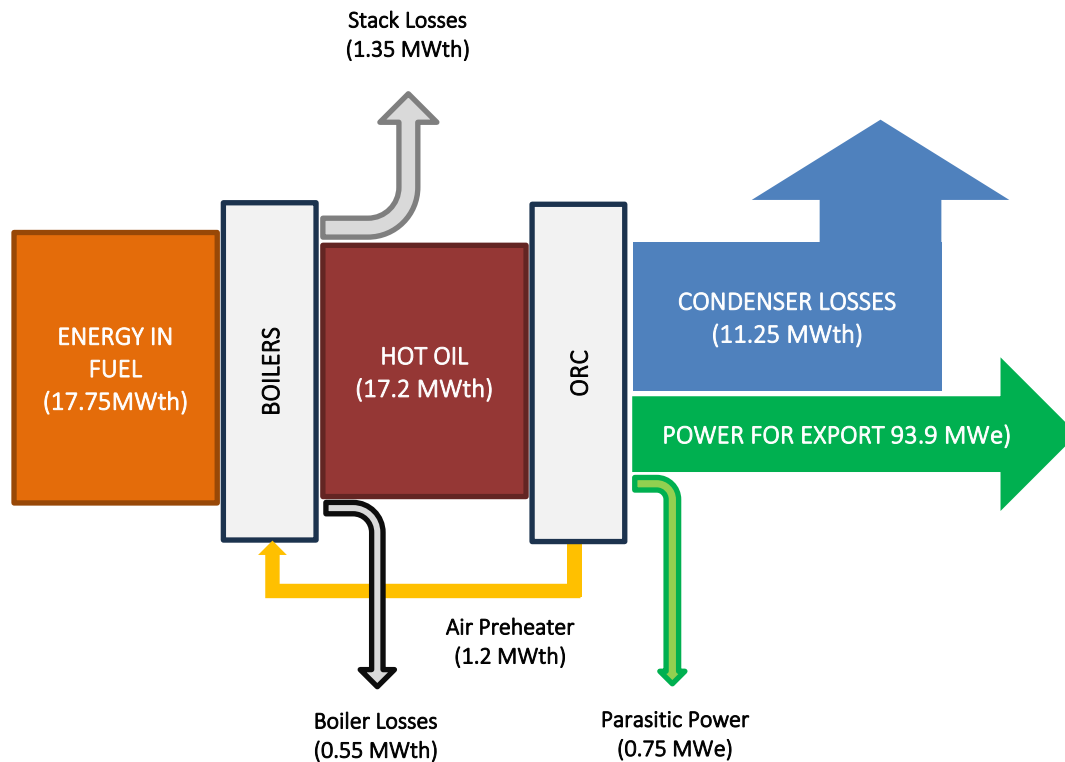 Stack Losses
(1.35 MWth)
ENERGY IN
FUEL
(17.75MWth)
BOILERS
HOT OIL
(17.2 MWth)
ORC
CONDENSER LOSSES
(11.25 MWth)
POWER FOR EXPORT 93.9 MWe)
Air Preheater
(1.2 MWth)
Boiler Losses
(0.55 MWth)
Parasitic Power
(0.75 MWe)